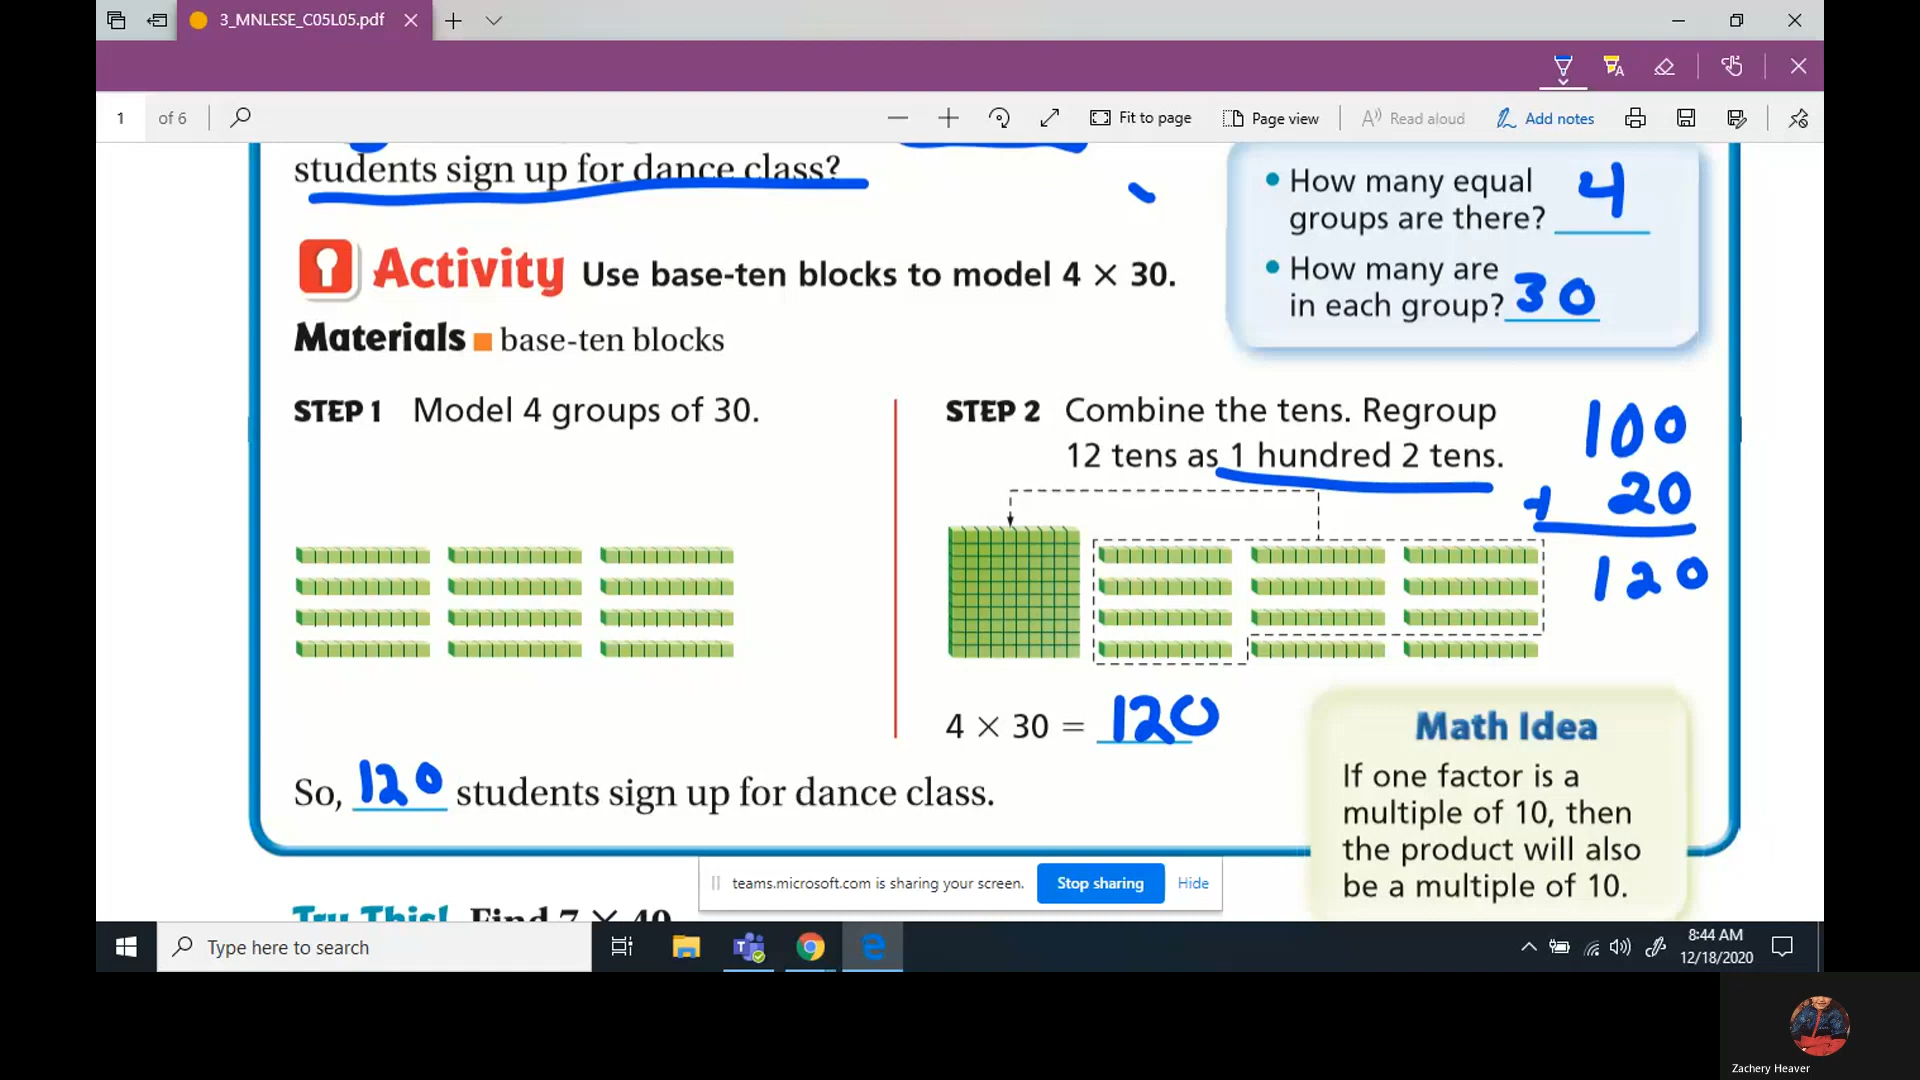 3_MNLESE_C05L05.pdf
1 of 6
Fit to page
Page view
Read aloud
Add notes
students sign up for dance class?
• How many equal 4
groups are there?
• How many are
in each group? 30
Activity Use base-ten blocks to model 4 × 30.
Materials ■ base-ten blocks
STEP 1 Model 4 groups of 30.
STEP 2 Combine the tens. Regroup
12 tens as 1 hundred 2 tens.
100
+ 20
120
4 × 30 = 120
So, 120 students sign up for dance class.
Math Idea
If one factor is a
multiple of 10, then
the product will also
be a multiple of 10.
Try This! Find 7 × 40
teams.microsoft.com is sharing your screen. Stop sharing Hide
Type here to search
8:44 AM
12/18/2020
Zachery Heaver